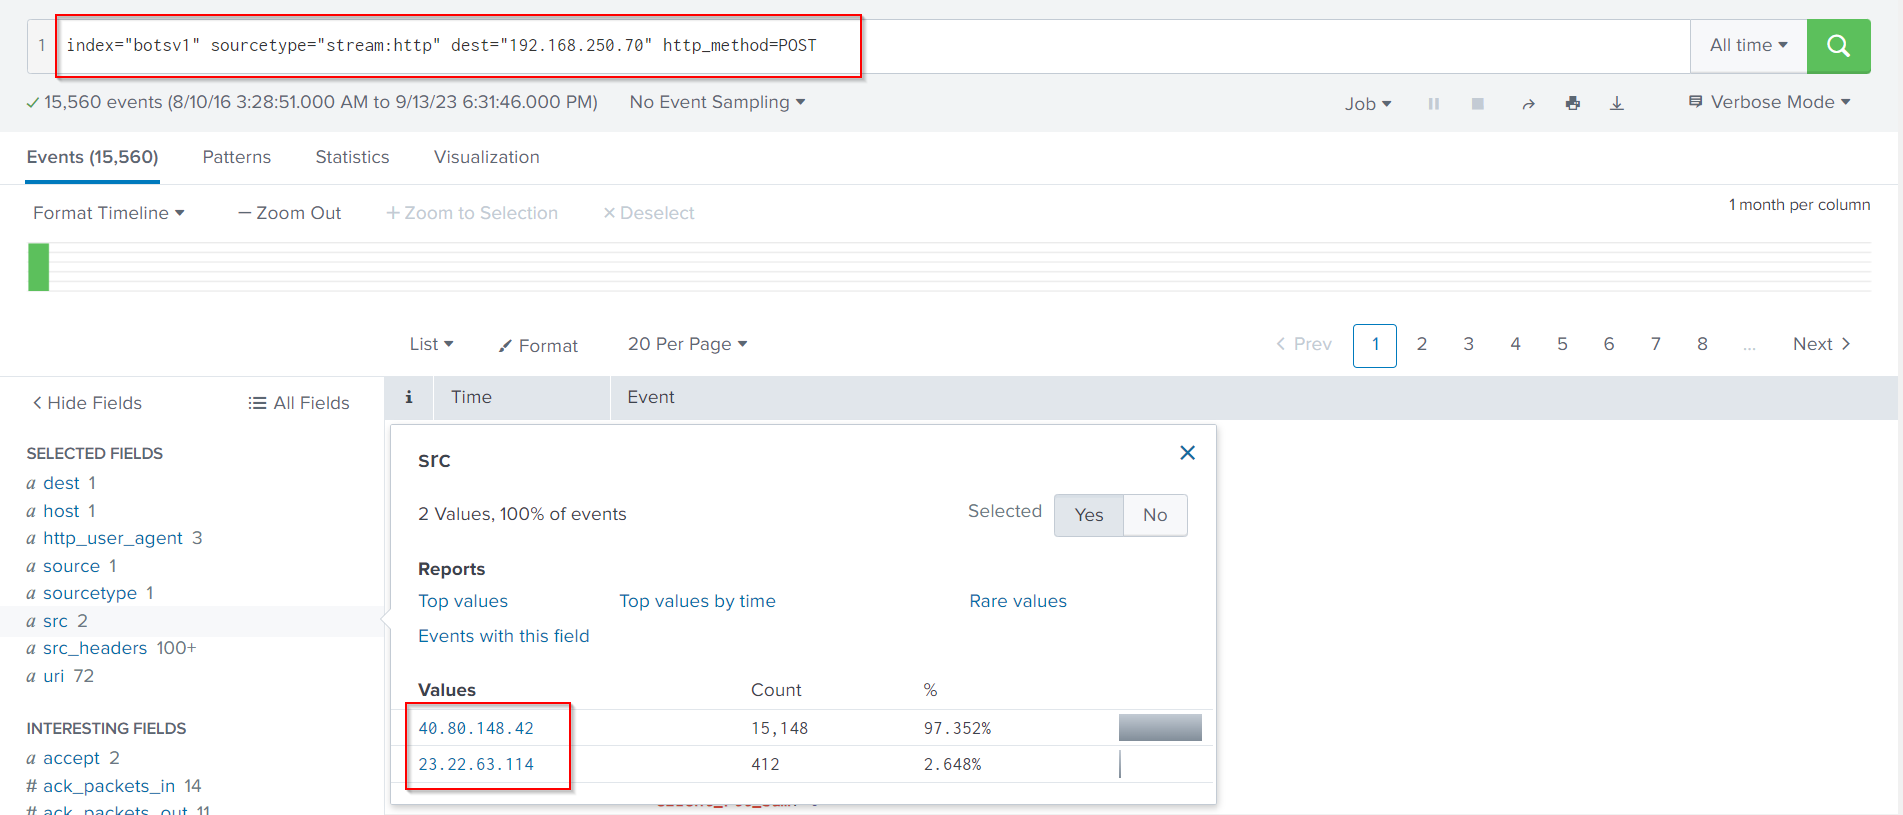 1 index="botsv1" sourcetype="stream:http" dest="192.168.250.70" http_method=POST All time
15,560 events (8/10/16 3:28:51.000 AM to 9/13/23 6:31:46.000 PM) No Event Sampling Job Verbose Mode
Events (15,560) Patterns Statistics Visualization
Format Timeline — Zoom Out + Zoom to Selection × Deselect 1 month per column
List Format 20 Per Page < Prev 1 2 3 4 5 6 7 8 ... Next >
< Hide Fields All Fields i Time Event
SELECTED FIELDS
a dest 1
a host 1
a http_user_agent 3
a source 1
a sourcetype 1
a src 2
a src_headers 100+
a uri 72
INTERESTING FIELDS
a accept 2
# ack_packets_in 14
# ack_packets_out 11
src
2 Values, 100% of events Selected Yes No
Reports
Top values Top values by time Rare values
Events with this field
Values Count %
40.80.148.42 15,148 97.352%
23.22.63.114 412 2.648%